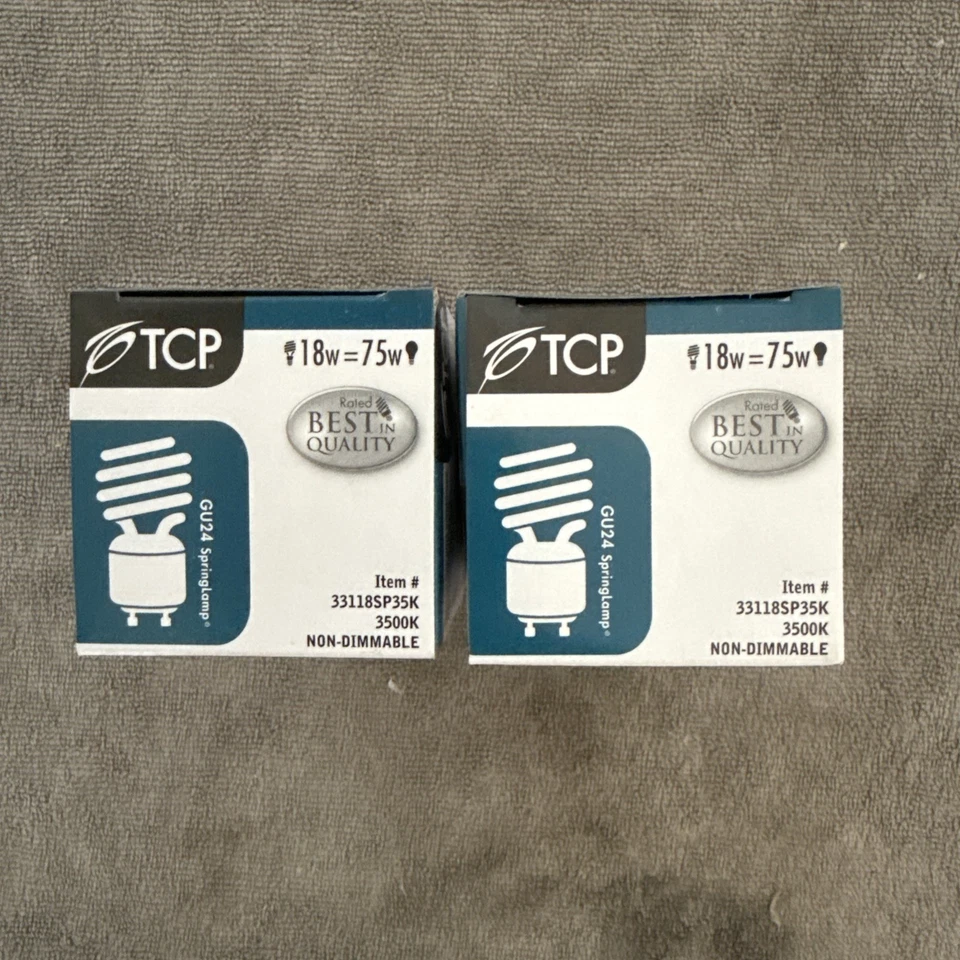 TCP
18w=75w
Rated
BEST IN
QUALITY
GU24 SpringLamp®
Item #
33118SP35K
3500K
NON-DIMMABLE
TCP
18w=75w
Rated
BEST IN
QUALITY
GU24 SpringLamp®
Item #
33118SP35K
3500K
NON-DIMMABLE